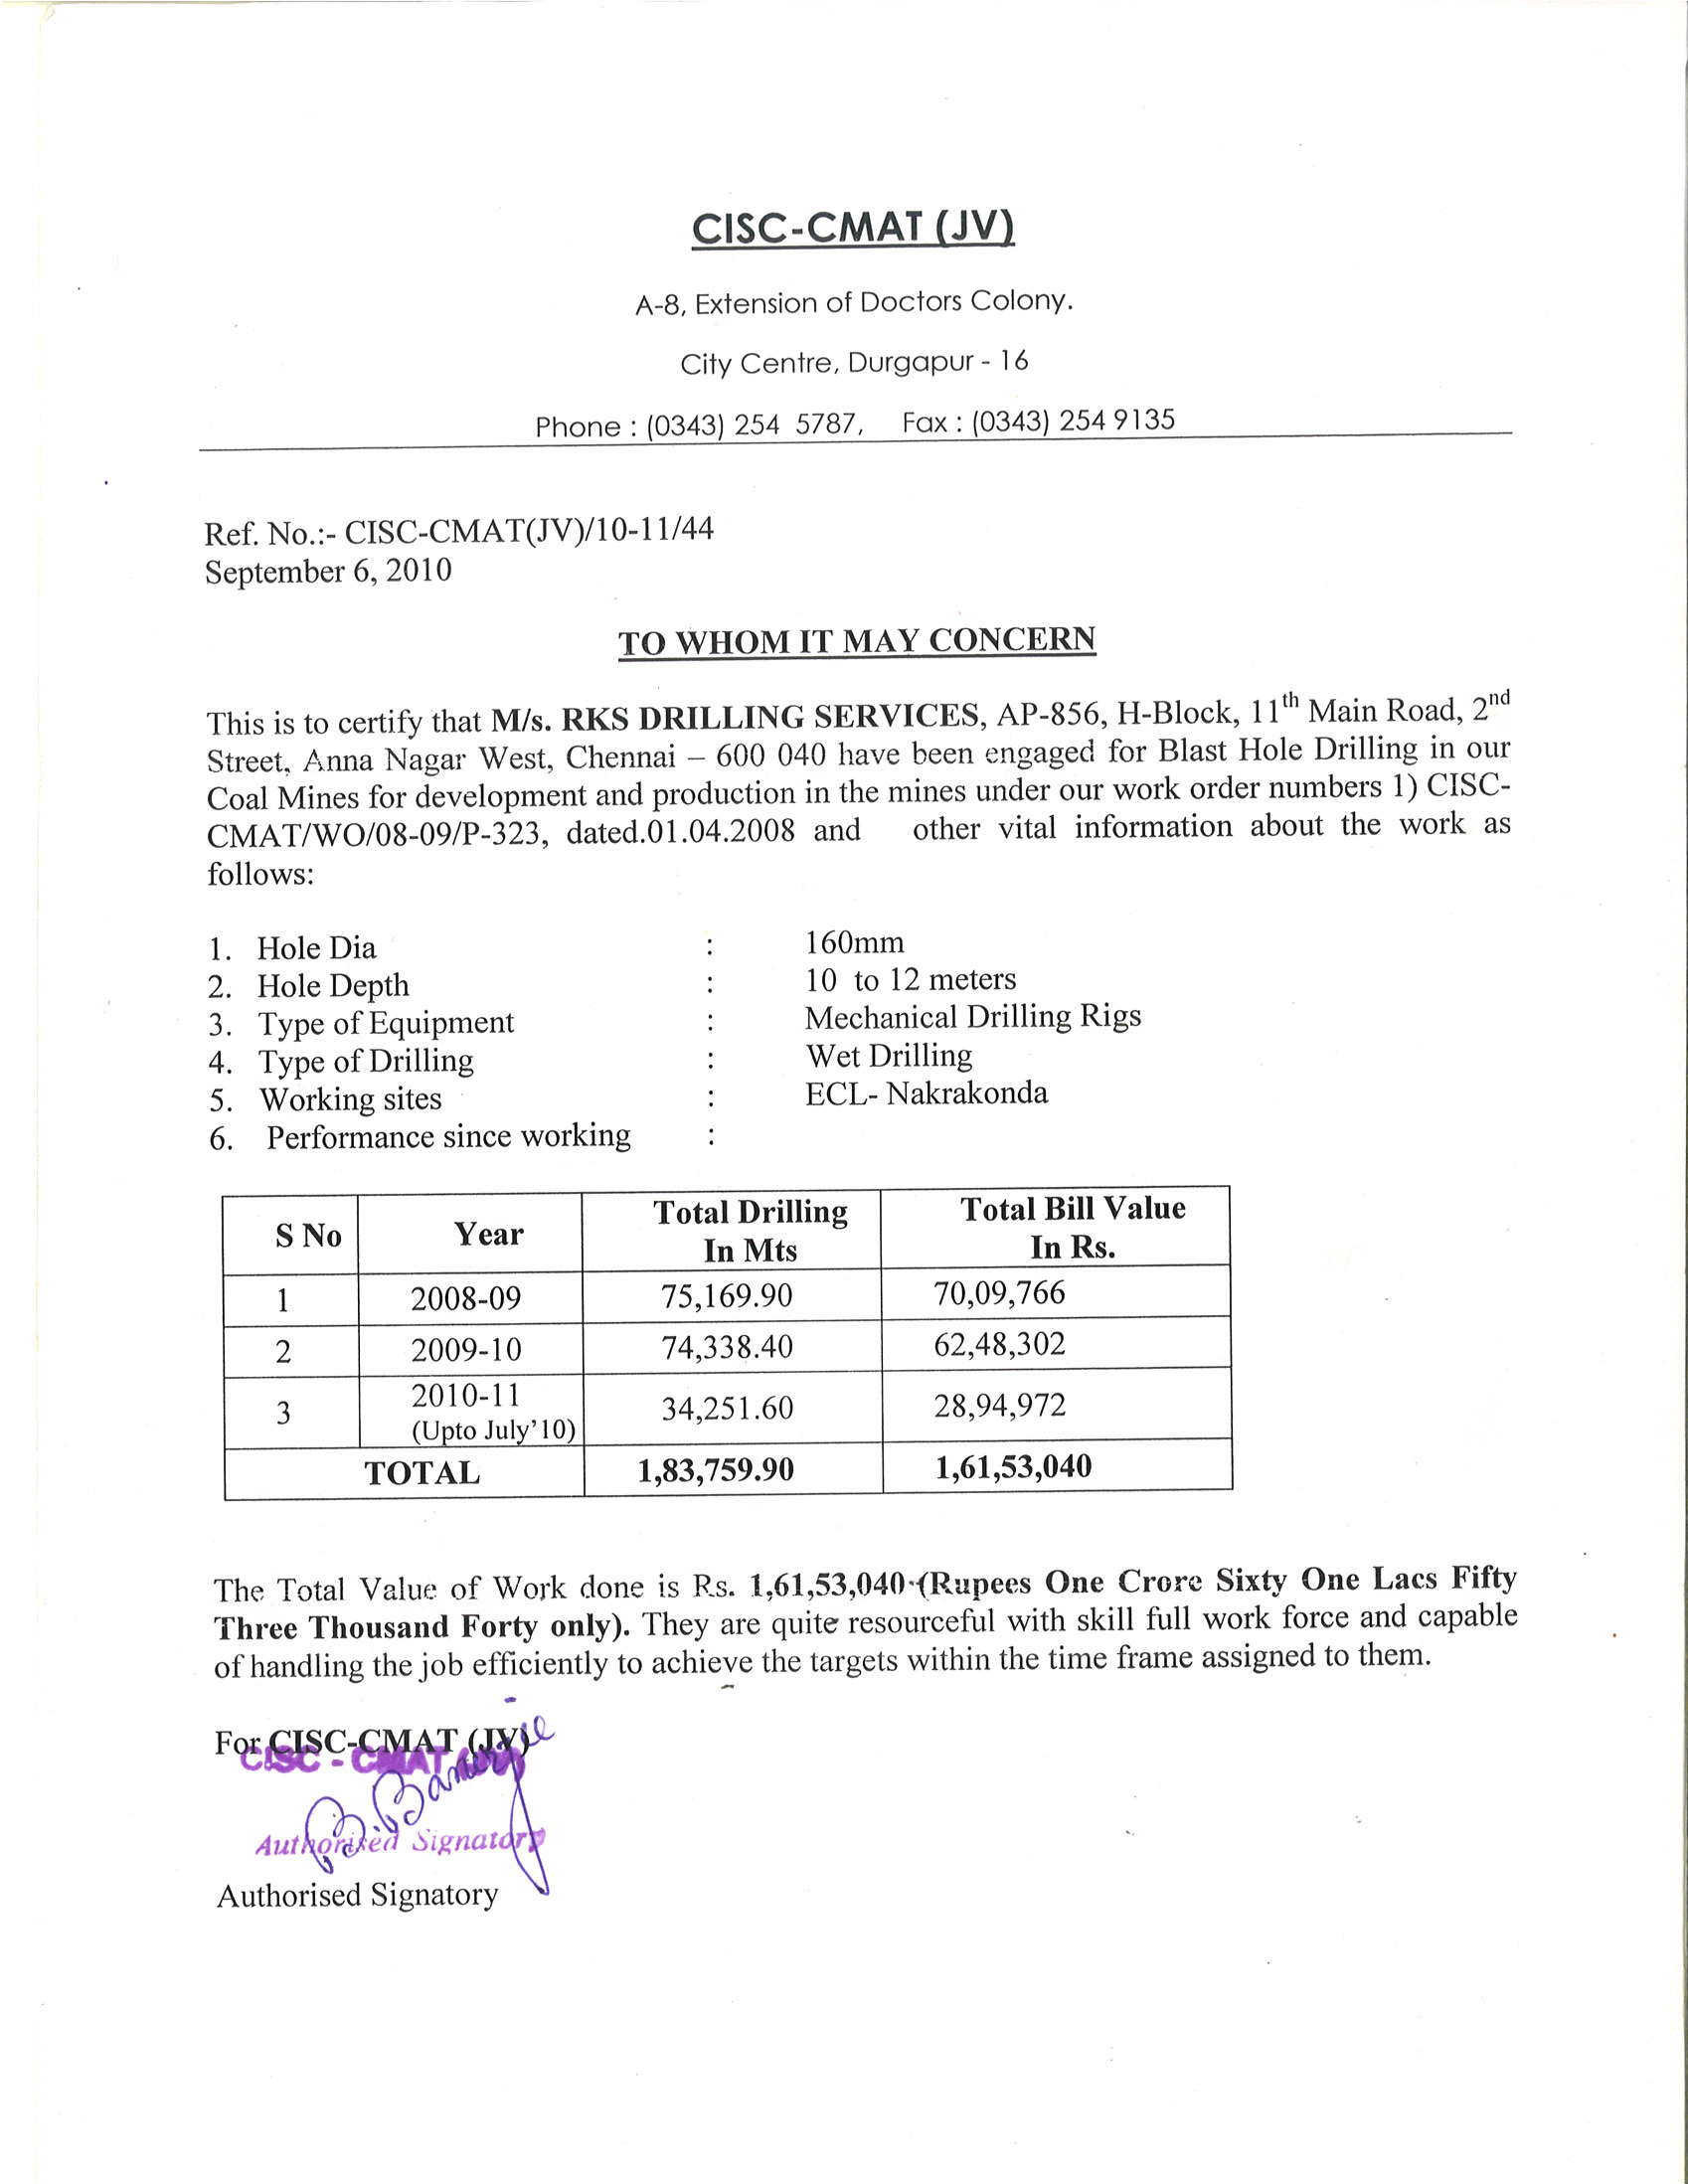 CISC-CMAT (JV)
A-8, Extension of Doctors Colony.
City Centre, Durgapur - 16
Phone : (0343) 254 5787, Fax : (0343) 254 9135
Ref. No.:- CISC-CMAT(JV)/10-11/44
September 6, 2010
TO WHOM IT MAY CONCERN
This is to certify that M/s. RKS DRILLING SERVICES, AP-856, H-Block, 11th Main Road, 2nd
Street, Anna Nagar West, Chennai – 600 040 have been engaged for Blast Hole Drilling in our
Coal Mines for development and production in the mines under our work order numbers 1) CISC-
CMAT/WO/08-09/P-323, dated.01.04.2008 and other vital information about the work as
follows:
1. Hole Dia : 160mm
2. Hole Depth : 10 to 12 meters
3. Type of Equipment : Mechanical Drilling Rigs
4. Type of Drilling : Wet Drilling
5. Working sites : ECL- Nakrakonda
6. Performance since working :
S No Year Total Drilling In Mts Total Bill Value In Rs.
1 2008-09 75,169.90 70,09,766
2 2009-10 74,338.40 62,48,302
3 2010-11 (Upto July'10) 34,251.60 28,94,972
TOTAL 1,83,759.90 1,61,53,040
The Total Value of Work done is Rs. 1,61,53,040-(Rupees One Crore Sixty One Lacs Fifty
Three Thousand Forty only). They are quite resourceful with skill full work force and capable
of handling the job efficiently to achieve the targets within the time frame assigned to them.
For CISC-CMAT (JV)
CISC - CMAT (JV)
B. Banerjee
Authorised Signatory
Authorised Signatory